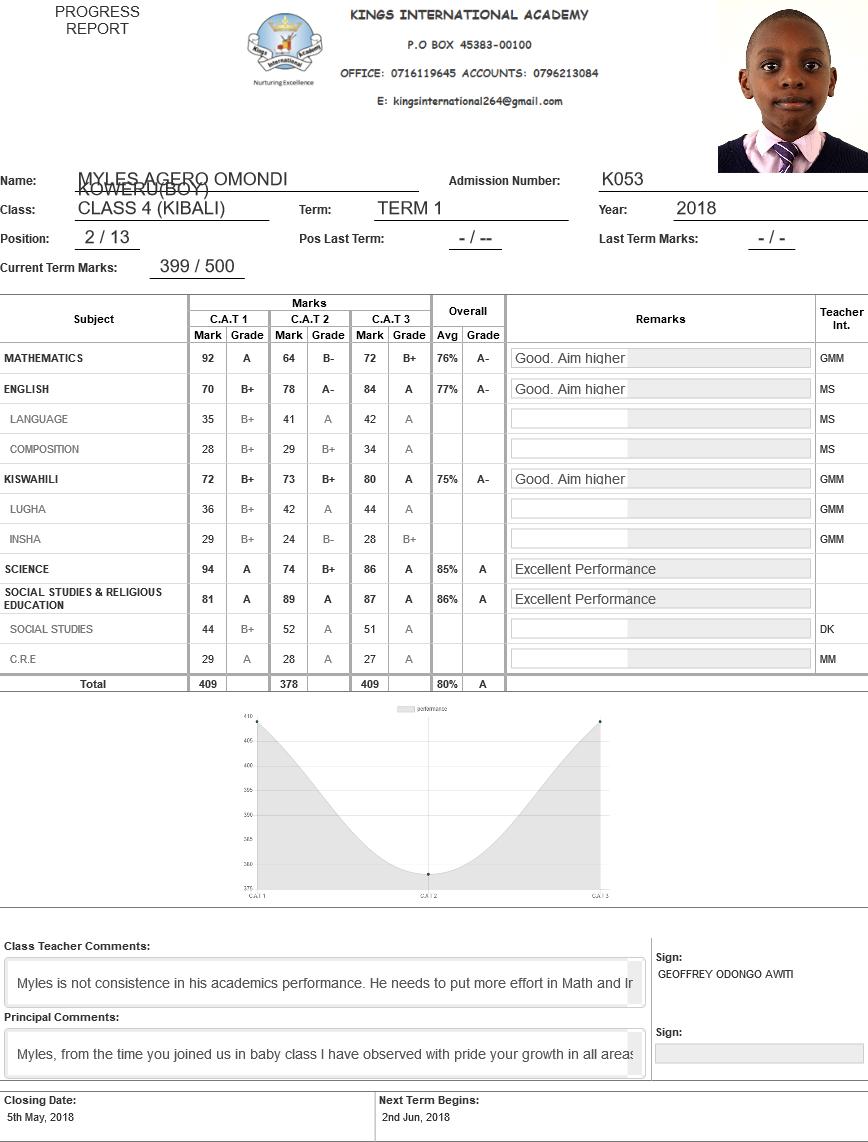 PROGRESS
REPORT
KINGS INTERNATIONAL ACADEMY
P.O BOX 45383-00100
OFFICE: 0716119645 ACCOUNTS: 0796213084
E: kingsinternational264@gmail.com
Kings International Academy
Nurturing Excellence
Name: MYLES AGERO OMONDI KOWERU(BOY) Admission Number: K053
Class: CLASS 4 (KIBALI) Term: TERM 1 Year: 2018
Position: 2 / 13 Pos Last Term: - / -- Last Term Marks: - / -
Current Term Marks: 399 / 500
Subject Marks Overall Remarks Teacher Int.
C.A.T 1 C.A.T 2 C.A.T 3
Mark Grade Mark Grade Mark Grade Avg Grade
MATHEMATICS 92 A 64 B- 72 B+ 76% A- Good. Aim higher GMM
ENGLISH 70 B+ 78 A- 84 A 77% A- Good. Aim higher MS
LANGUAGE 35 B+ 41 A 42 A MS
COMPOSITION 28 B+ 29 B+ 34 A MS
KISWAHILI 72 B+ 73 B+ 80 A 75% A- Good. Aim higher GMM
LUGHA 36 B+ 42 A 44 A GMM
INSHA 29 B+ 24 B- 28 B+ GMM
SCIENCE 94 A 74 B+ 86 A 85% A Excellent Performance
SOCIAL STUDIES & RELIGIOUS EDUCATION 81 A 89 A 87 A 86% A Excellent Performance
SOCIAL STUDIES 44 B+ 52 A 51 A DK
C.R.E 29 A 28 A 27 A MM
Total 409 378 409 80% A
performance
410
405
400
395
390
385
380
375
C.A.T 1 C.A.T 2 C.A.T 3
Class Teacher Comments:
Myles is not consistence in his academics performance. He needs to put more effort in Math and
Sign:
GEOFFREY ODONGO AWITI
Principal Comments:
Myles, from the time you joined us in baby class I have observed with pride your growth in all areas
Sign:
Closing Date: Next Term Begins:
5th May, 2018 2nd Jun, 2018